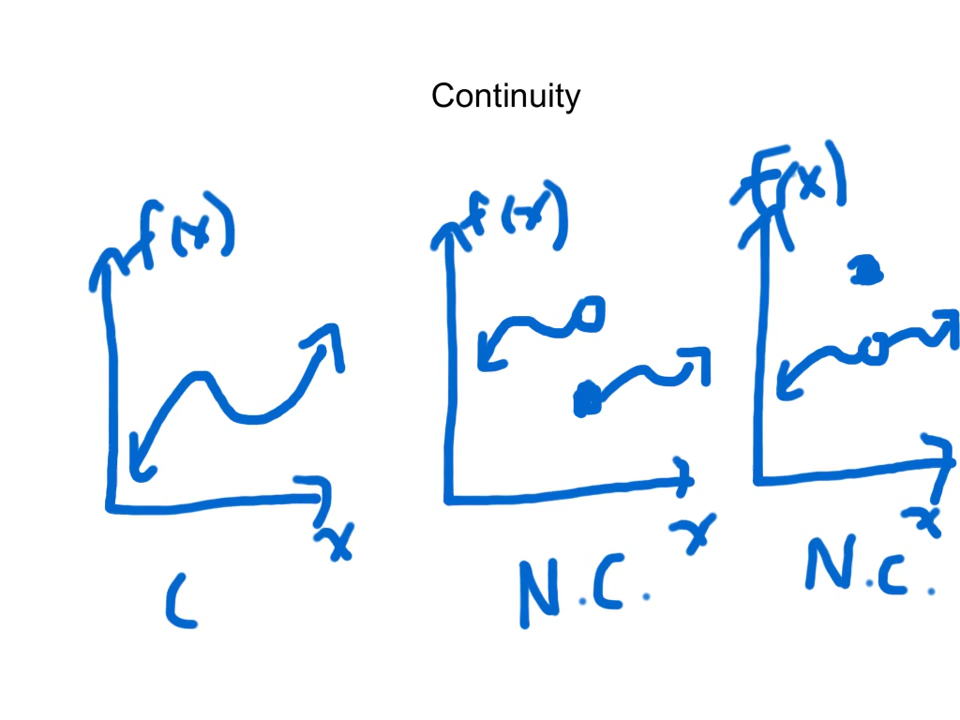 Continuity
f(x)
f(x)
f(x)
x
x
x
C
N.C.
N.C.